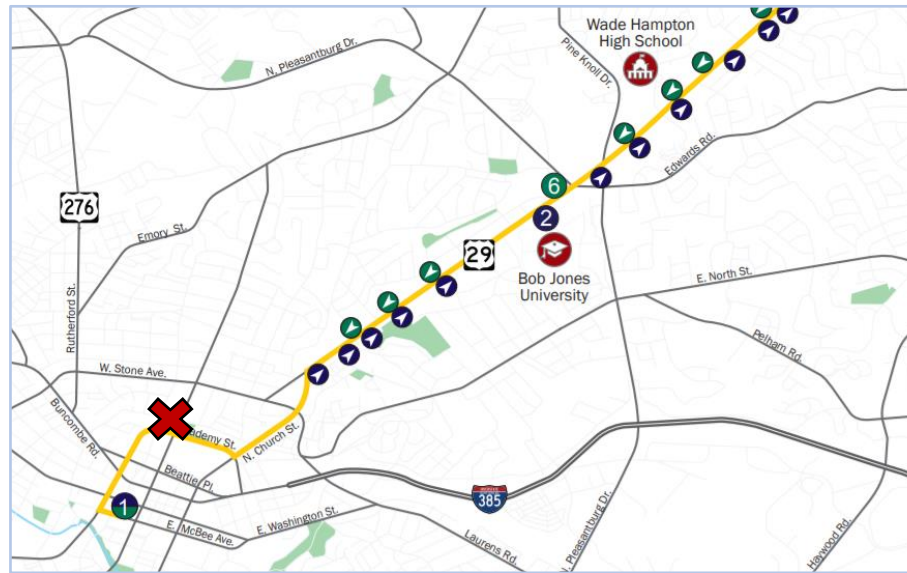 Wade Hampton
High School
Pine Knoll Dr.
N. Pleasantburg Dr.
Edwards Rd.
6
276
2
Emory St.
29
Bob Jones
University
E. North St.
Rutherford St.
Pelham Rd.
W. Stone Ave.
Buncombe Rd.
ademy St.
N. Church St.
Beattie Pl.
1
385
E. Washington St.
E. McBee Ave.
Laurens Rd.
N. Pleasantburg Dr.
Haywood Rd.